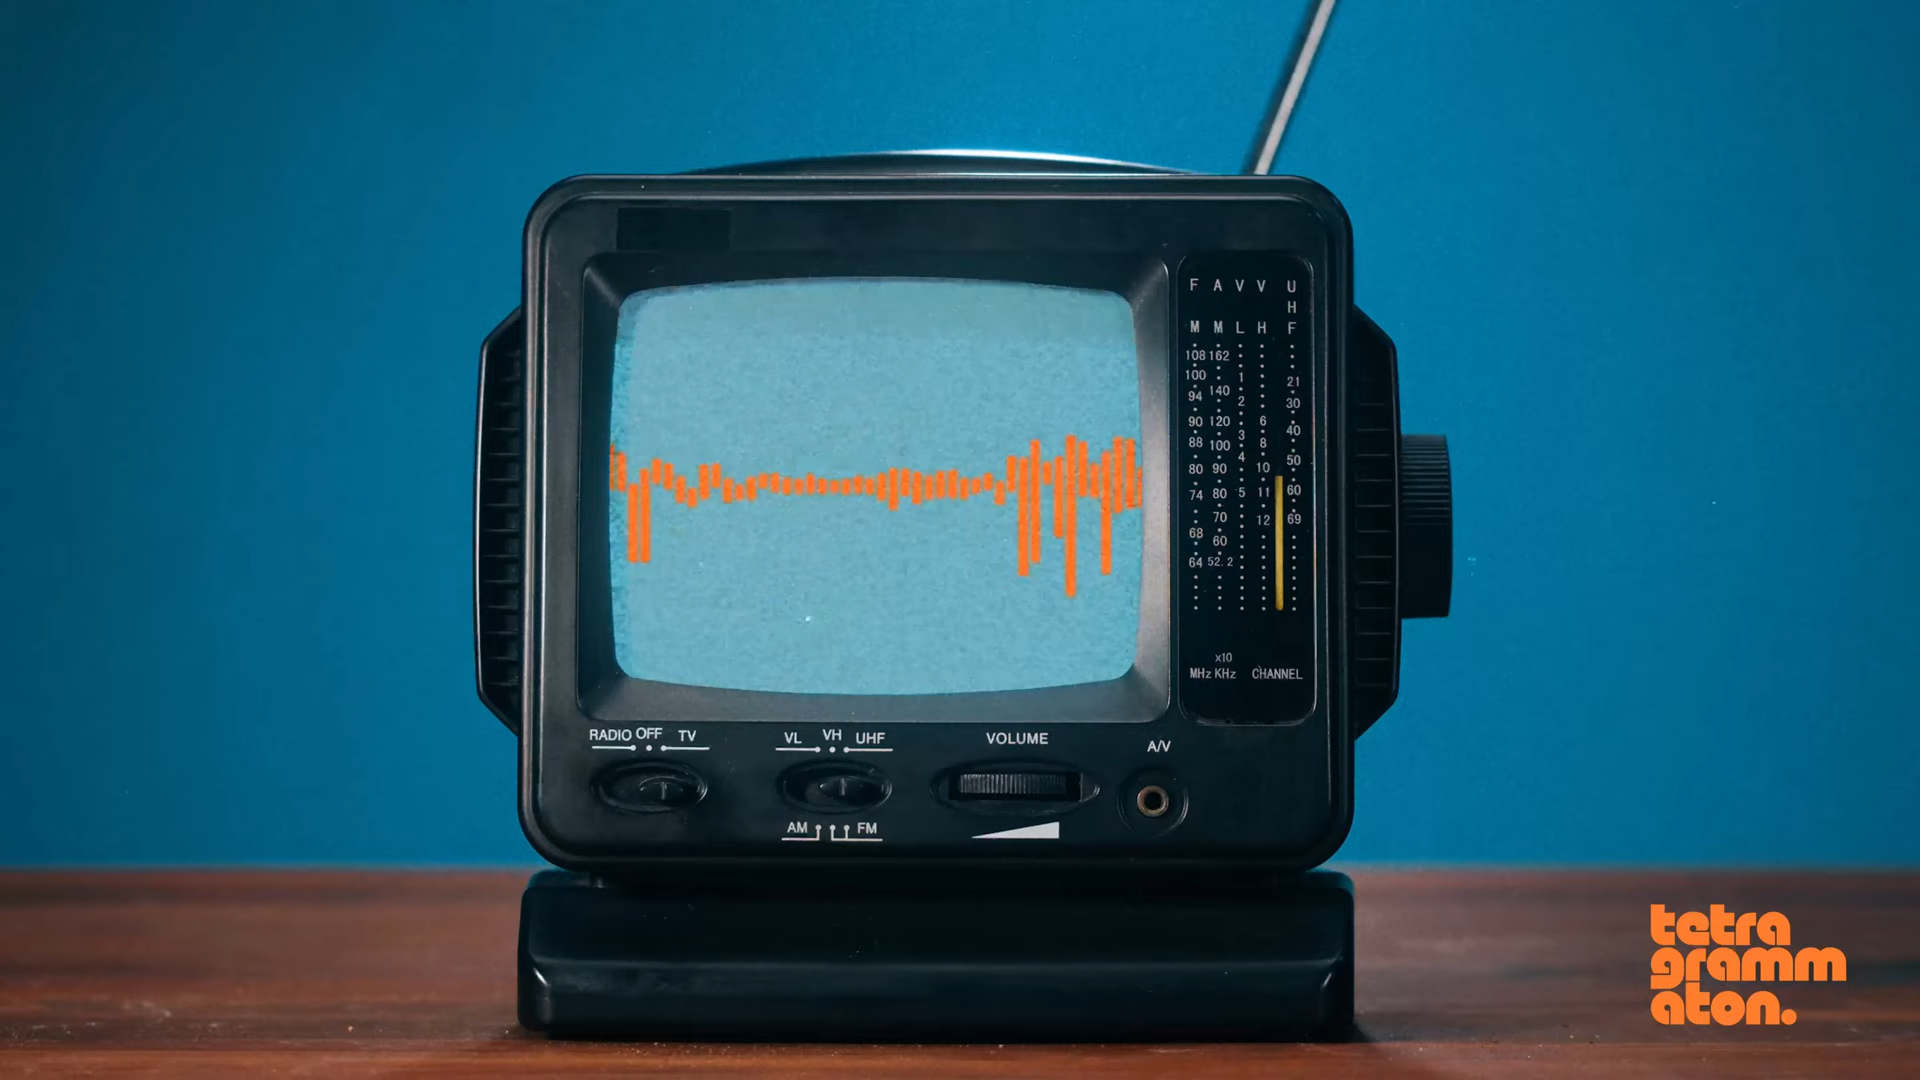 F A V V U
H
M M L H F
108 162
100
1
21
94
140
2
30
90 120
6
40
3
88 100
8
4
50
80 90
10
74 80 5 11 60
70
12 69
68
60
64 52.2
x10
MHz KHz CHANNEL
RADIO OFF TV
VL VH UHF
VOLUME
A/V
AM FM
tetra
gramm
aton.